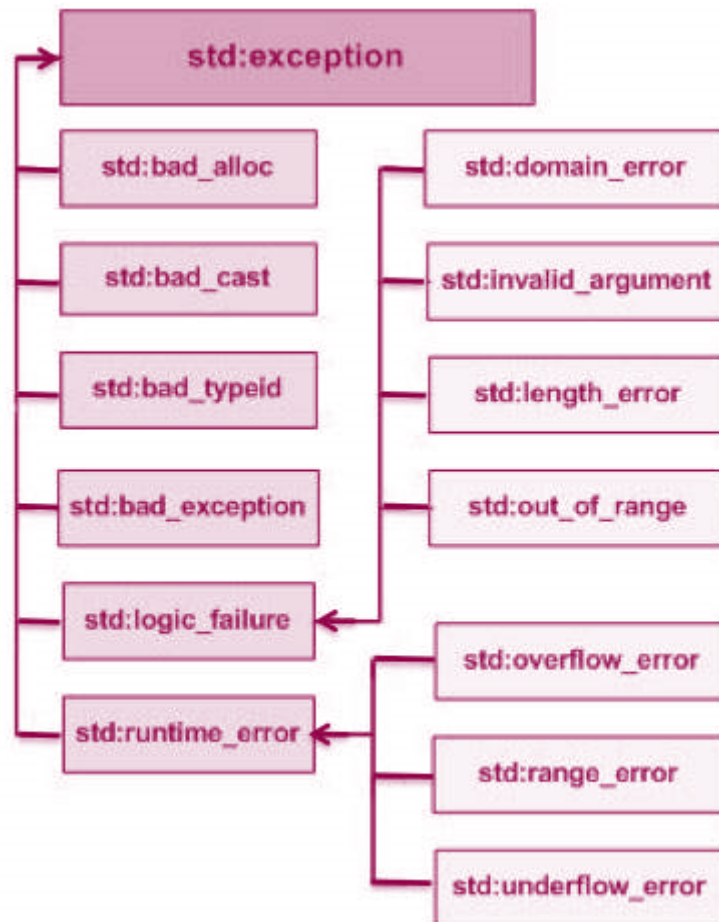 std:exception
std:bad_alloc
std:domain_error
std:bad_cast
std:invalid_argument
std:bad_typeid
std:length_error
std:bad_exception
std:out_of_range
std:logic_failure
std:overflow_error
std:runtime_error
std:range_error
std:underflow_error